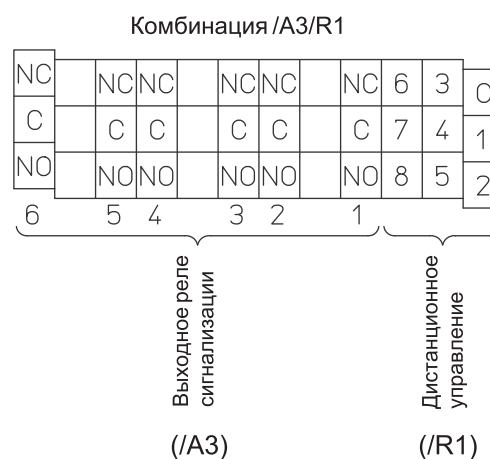 Комбинация /A3/R1
NC NC NC NC NC NC 6 3 0
C C C C C C 7 4 1
NO NO NO NO NO NO 8 5 2
6 5 4 3 2 1
Выходное реле
сигнализации
Дистанционное
управление
(/A3) (/R1)